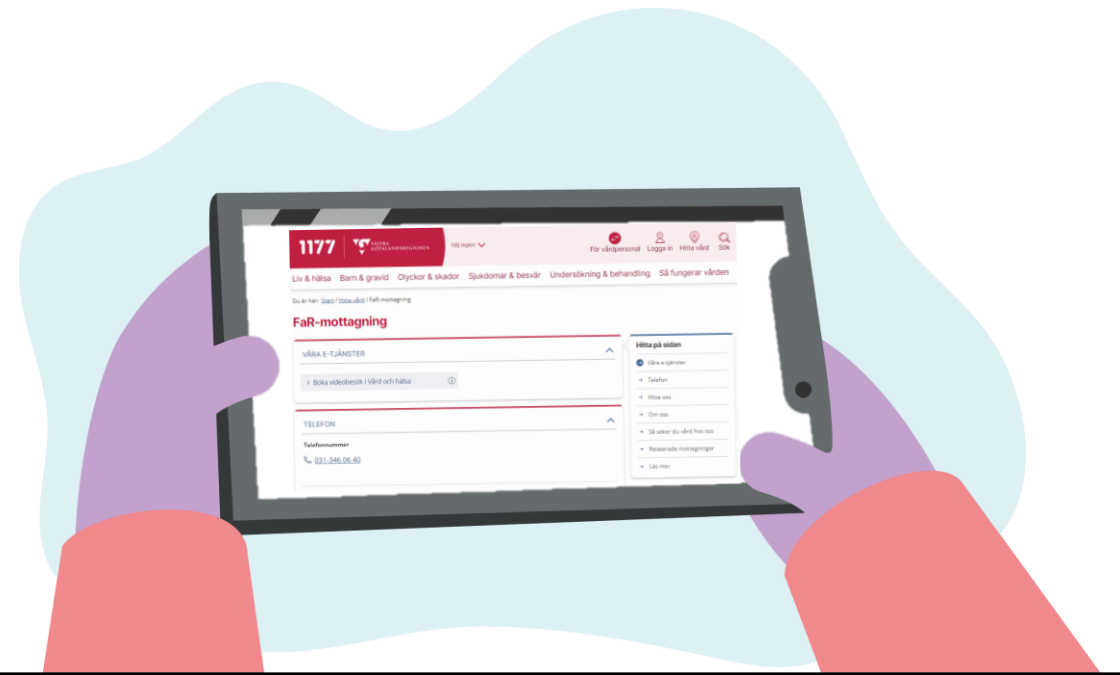 1177
VÄSTRA
GÖTALANDSREGIONEN
Välj region
För vårdpersonal
Logga in
Hitta vård
Sök
Liv & hälsa Barn & gravid Olyckor & skador Sjukdomar & besvär Undersökning & behandling Så fungerar vården
Du är här: Start / Hitta vård / FaR-mottagning
FaR-mottagning
VÅRA E-TJÄNSTER
Boka videobesök i Vård och hälsa
TELEFON
Telefonnummer
031-346 06 40
Hitta på sidan
Våra e-tjänster
Telefon
Hitta oss
Om oss
Så söker du vård hos oss
Relaterade mottagningar
Läs mer